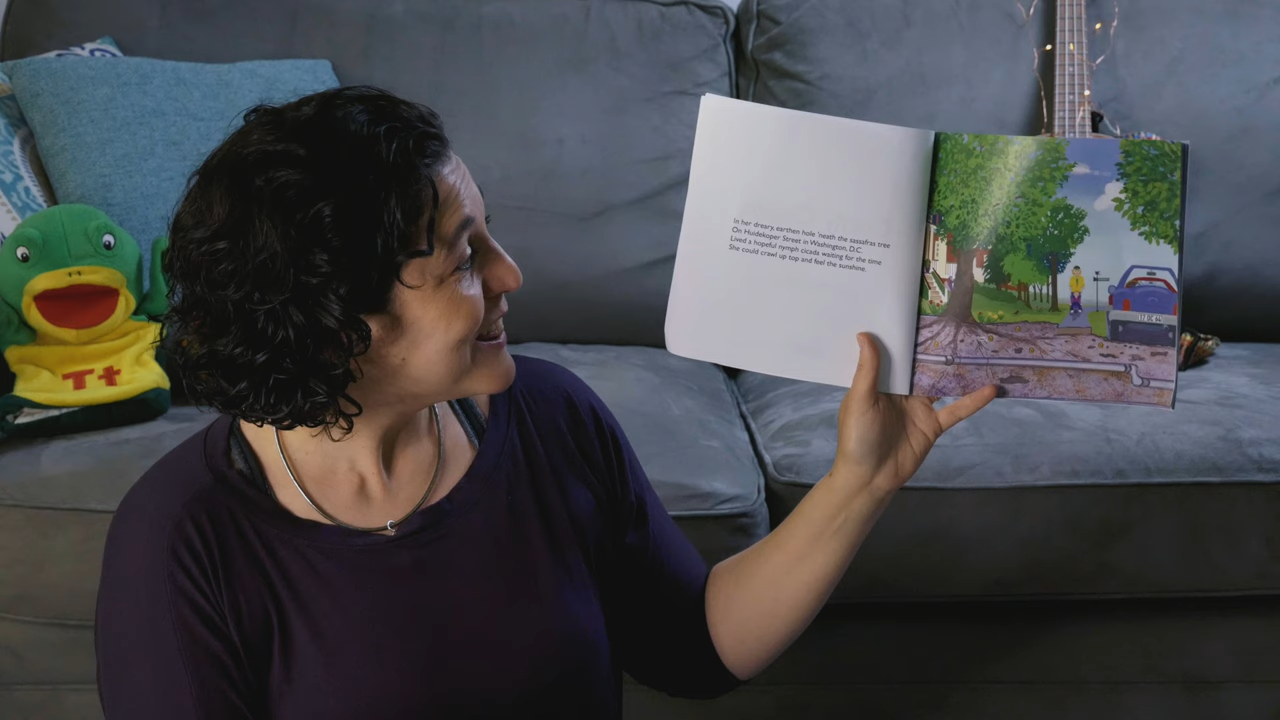 In her dreary, earthen hole 'neath the sassafras tree
On Huidekoper Street in Washington, D.C.
Lived a hopeful nymph cicada waiting for the time
She could crawl up top and feel the sunshine.
Tt